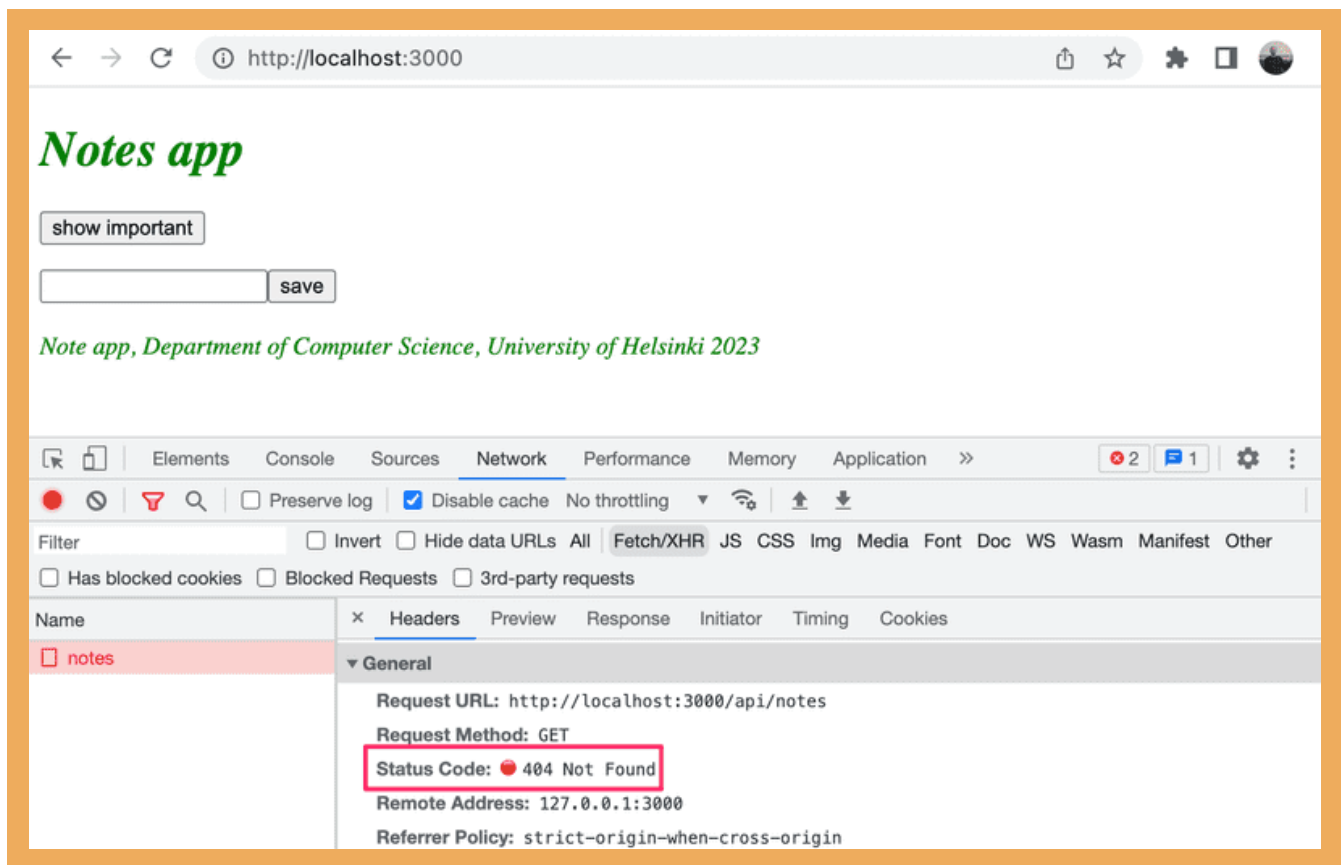 http://localhost:3000
Notes app
show important
save
Note app, Department of Computer Science, University of Helsinki 2023
Elements Console Sources Network Performance Memory Application » 2 1
Preserve log Disable cache No throttling
Filter Invert Hide data URLs All Fetch/XHR JS CSS Img Media Font Doc WS Wasm Manifest Other
Has blocked cookies Blocked Requests 3rd-party requests
Name × Headers Preview Response Initiator Timing Cookies
notes General
Request URL: http://localhost:3000/api/notes
Request Method: GET
Status Code: 404 Not Found
Remote Address: 127.0.0.1:3000
Referrer Policy: strict-origin-when-cross-origin